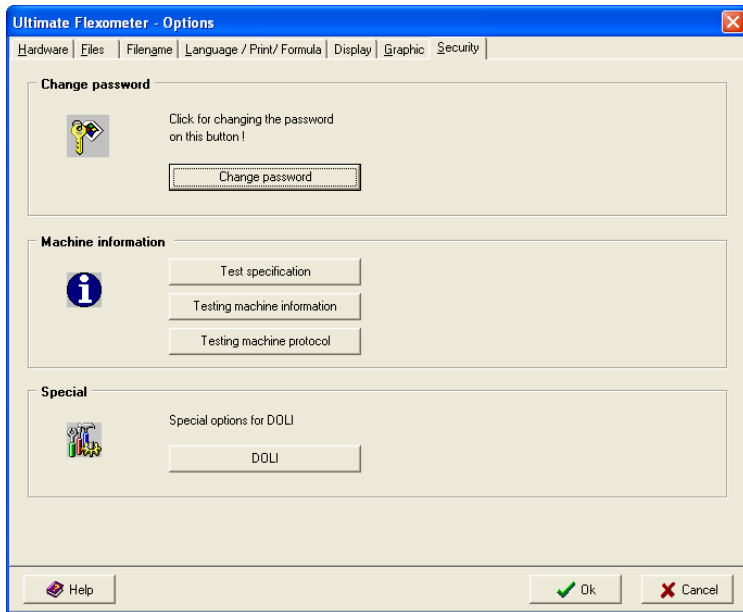 Ultimate Flexometer - Options
Hardware Files Filename Language / Print/ Formula Display Graphic Security
Change password
Click for changing the password
on this button !
Change password
Machine information
Test specification
Testing machine information
Testing machine protocol
Special
Special options for DOLI
DOLI
Help Ok Cancel